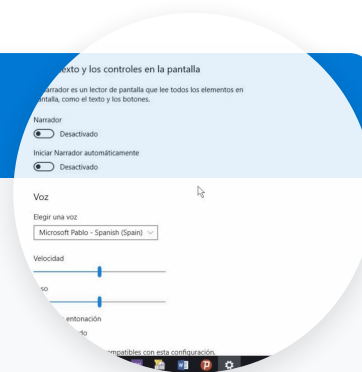 texto y los controles en la pantalla
Narrador es un lector de pantalla que lee todos los elementos en
pantalla, como el texto y los botones.
Narrador
Desactivado
Iniciar Narrador automáticamente
Desactivado
Voz
Elegir una voz
Microsoft Pablo - Spanish (Spain)
Velocidad
entonación
compatibles con esta configuración.